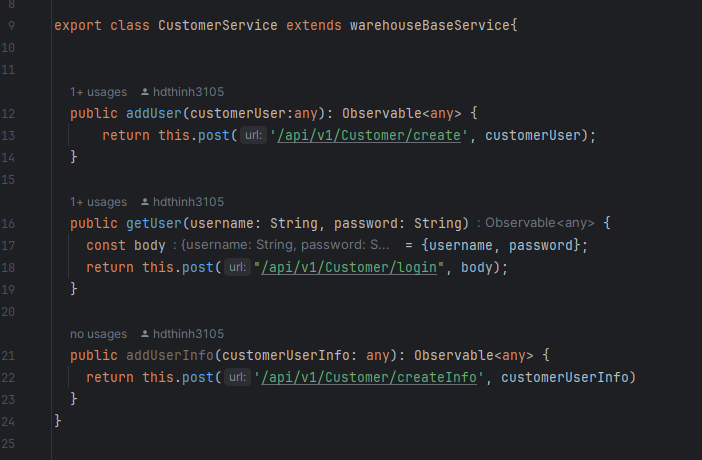 8
9 export class CustomerService extends warehouseBaseService{
10
11
1+ usages hdthinh3105
12 public addUser(customerUser:any): Observable<any> {
13 return this.post( url: '/api/v1/Customer/create', customerUser);
14 }
15
1+ usages hdthinh3105
16 public getUser(username: String, password: String) : Observable<any> {
17 const body : {username: String, password: S... = {username, password};
18 return this.post( url: "/api/v1/Customer/login", body);
19 }
20
no usages hdthinh3105
21 public addUserInfo(customerUserInfo: any): Observable<any> {
22 return this.post( url: '/api/v1/Customer/createInfo', customerUserInfo)
23 }
24 }
25